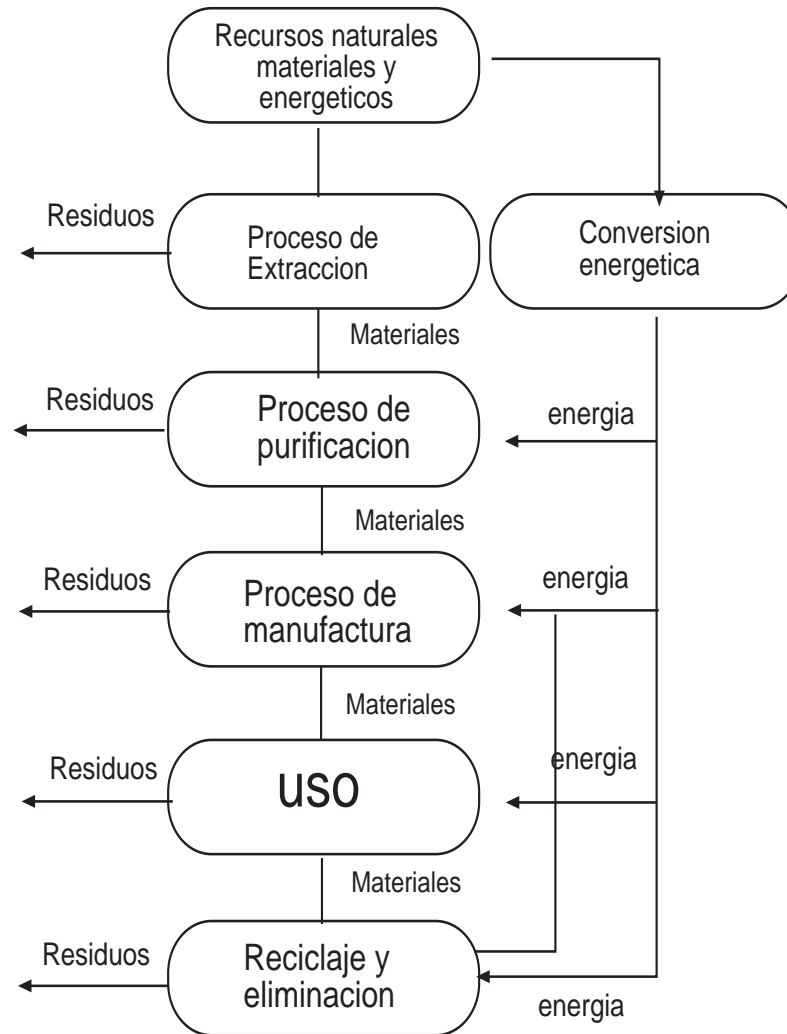 Recursos naturales
materiales y
energeticos
Residuos
Proceso de
Extraccion
Conversion
energetica
Materiales
Residuos
Proceso de
purificacion
energia
Materiales
Residuos
Proceso de
manufactura
energia
Materiales
Residuos
uso
energia
Materiales
Residuos
Reciclaje y
eliminacion
energia